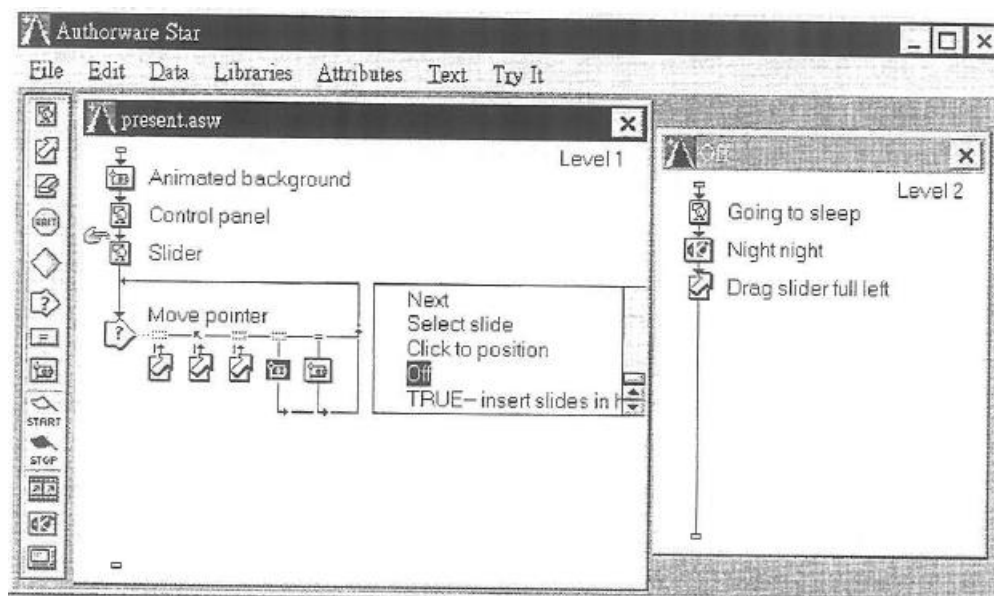 Authorware Star
File Edit Data Libraries Attributes Text Try It
present.asw
Level 1
Animated background
Control panel
Slider
Move pointer
Next
Select slide
Click to position
Off
TRUE–insert slides in h
WAIT
?
=
START
STOP
?
=
Off
Level 2
Going to sleep
Night night
Drag slider full left